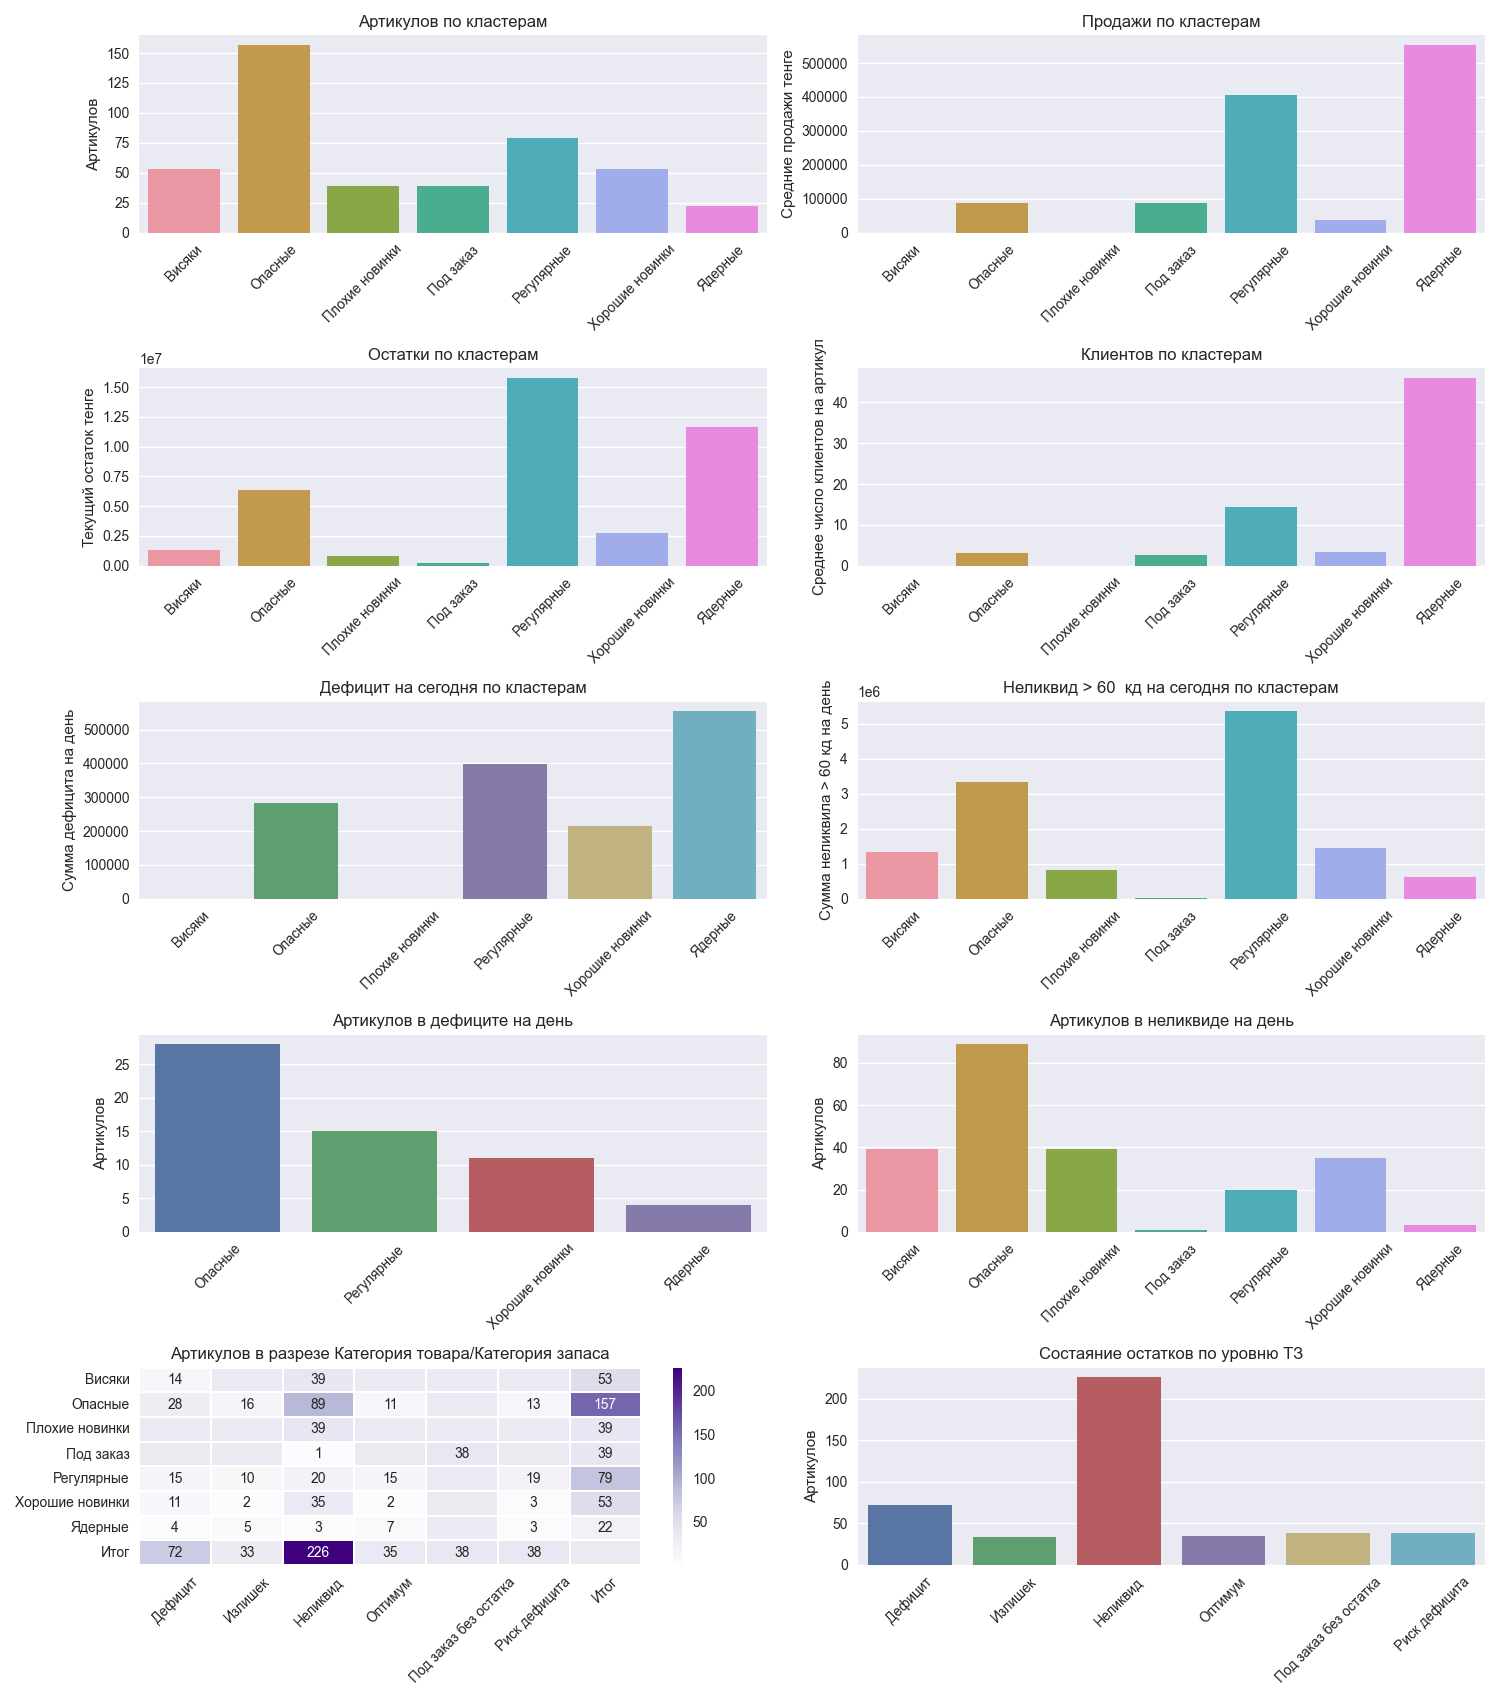 Артикулов по кластерам
Артикулов
150
125
100
75
50
25
0
Висяки
Опасные
Плохие новинки
Под заказ
Регулярные
Хорошие новинки
Ядерные
Продажи по кластерам
Средние продажи тенге
500000
400000
300000
200000
100000
0
Висяки
Опасные
Плохие новинки
Под заказ
Регулярные
Хорошие новинки
Ядерные
Остатки по кластерам
1e7
Текущий остаток тенге
1.50
1.25
1.00
0.75
0.50
0.25
0.00
Висяки
Опасные
Плохие новинки
Под заказ
Регулярные
Хорошие новинки
Ядерные
Клиентов по кластерам
Среднее число клиентов на артикул
40
30
20
10
0
Висяки
Опасные
Плохие новинки
Под заказ
Регулярные
Хорошие новинки
Ядерные
Дефицит на сегодня по кластерам
Сумма дефицита на день
500000
400000
300000
200000
100000
0
Висяки
Опасные
Плохие новинки
Регулярные
Хорошие новинки
Ядерные
Неликвид > 60 кд на сегодня по кластерам
1e6
Сумма неликвила > 60 кд на день
5
4
3
2
1
0
Висяки
Опасные
Плохие новинки
Под заказ
Регулярные
Хорошие новинки
Ядерные
Артикулов в дефиците на день
Артикулов
25
20
15
10
5
0
Опасные
Регулярные
Хорошие новинки
Ядерные
Артикулов в неликвиде на день
Артикулов
80
60
40
20
0
Висяки
Опасные
Плохие новинки
Под заказ
Регулярные
Хорошие новинки
Ядерные
Артикулов в разрезе Категория товара/Категория запаса
Висяки 14 39 53
Опасные 28 16 89 11 13 157
Плохие новинки 39 39
Под заказ 1 38 39
Регулярные 15 10 20 15 19 79
Хорошие новинки 11 2 35 2 3 53
Ядерные 4 5 3 7 3 22
Итог 72 33 226 35 38 38
Дефицит
Излишек
Неликвид
Оптимум
Под заказ без остатка
Риск дефицита
Итог
200
150
100
50
Состаяние остатков по уровню ТЗ
Артикулов
200
150
100
50
0
Дефицит
Излишек
Неликвид
Оптимум
Под заказ без остатка
Риск дефицита